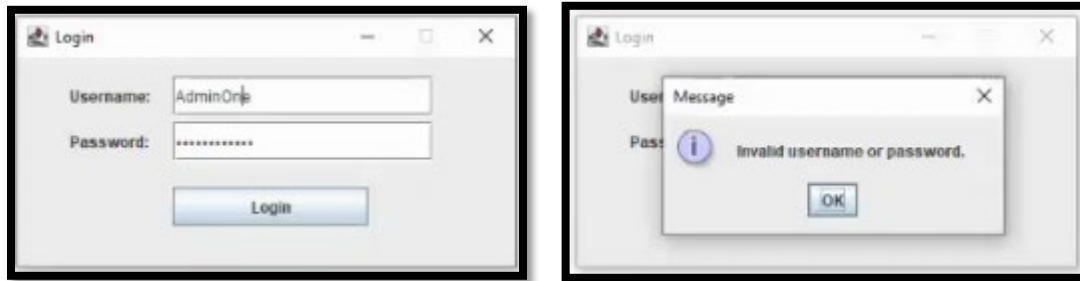 Login
Username: AdminOne
Password: ************
Login
Login
User
Pass
Message
Invalid username or password.
OK